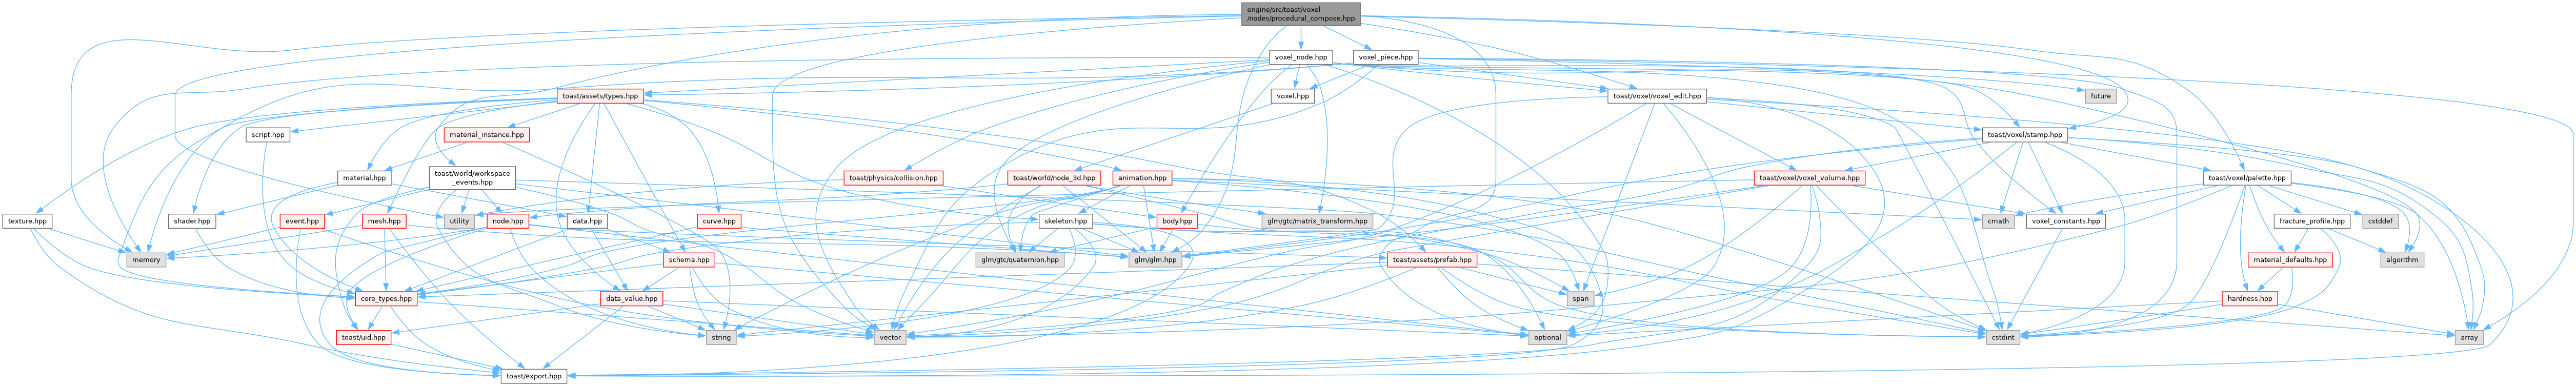 engine/src/toast/voxel
/nodes/procedural_compose.hpp
voxel_node.hpp
voxel_piece.hpp
toast/assets/types.hpp
voxel.hpp
toast/voxel/voxel_edit.hpp
future
script.hpp
material_instance.hpp
toast/voxel/stamp.hpp
material.hpp
toast/world/workspace
_events.hpp
toast/physics/collision.hpp
toast/world/node_3d.hpp
animation.hpp
toast/voxel/voxel_volume.hpp
toast/voxel/palette.hpp
texture.hpp
shader.hpp
event.hpp
mesh.hpp
utility
node.hpp
data.hpp
curve.hpp
skeleton.hpp
body.hpp
glm/gtc/matrix_transform.hpp
cmath
voxel_constants.hpp
fracture_profile.hpp
cstddef
memory
schema.hpp
glm/gtc/quaternion.hpp
glm/glm.hpp
toast/assets/prefab.hpp
material_defaults.hpp
algorithm
core_types.hpp
data_value.hpp
span
hardness.hpp
toast/uid.hpp
string
vector
optional
cstdint
array
toast/export.hpp